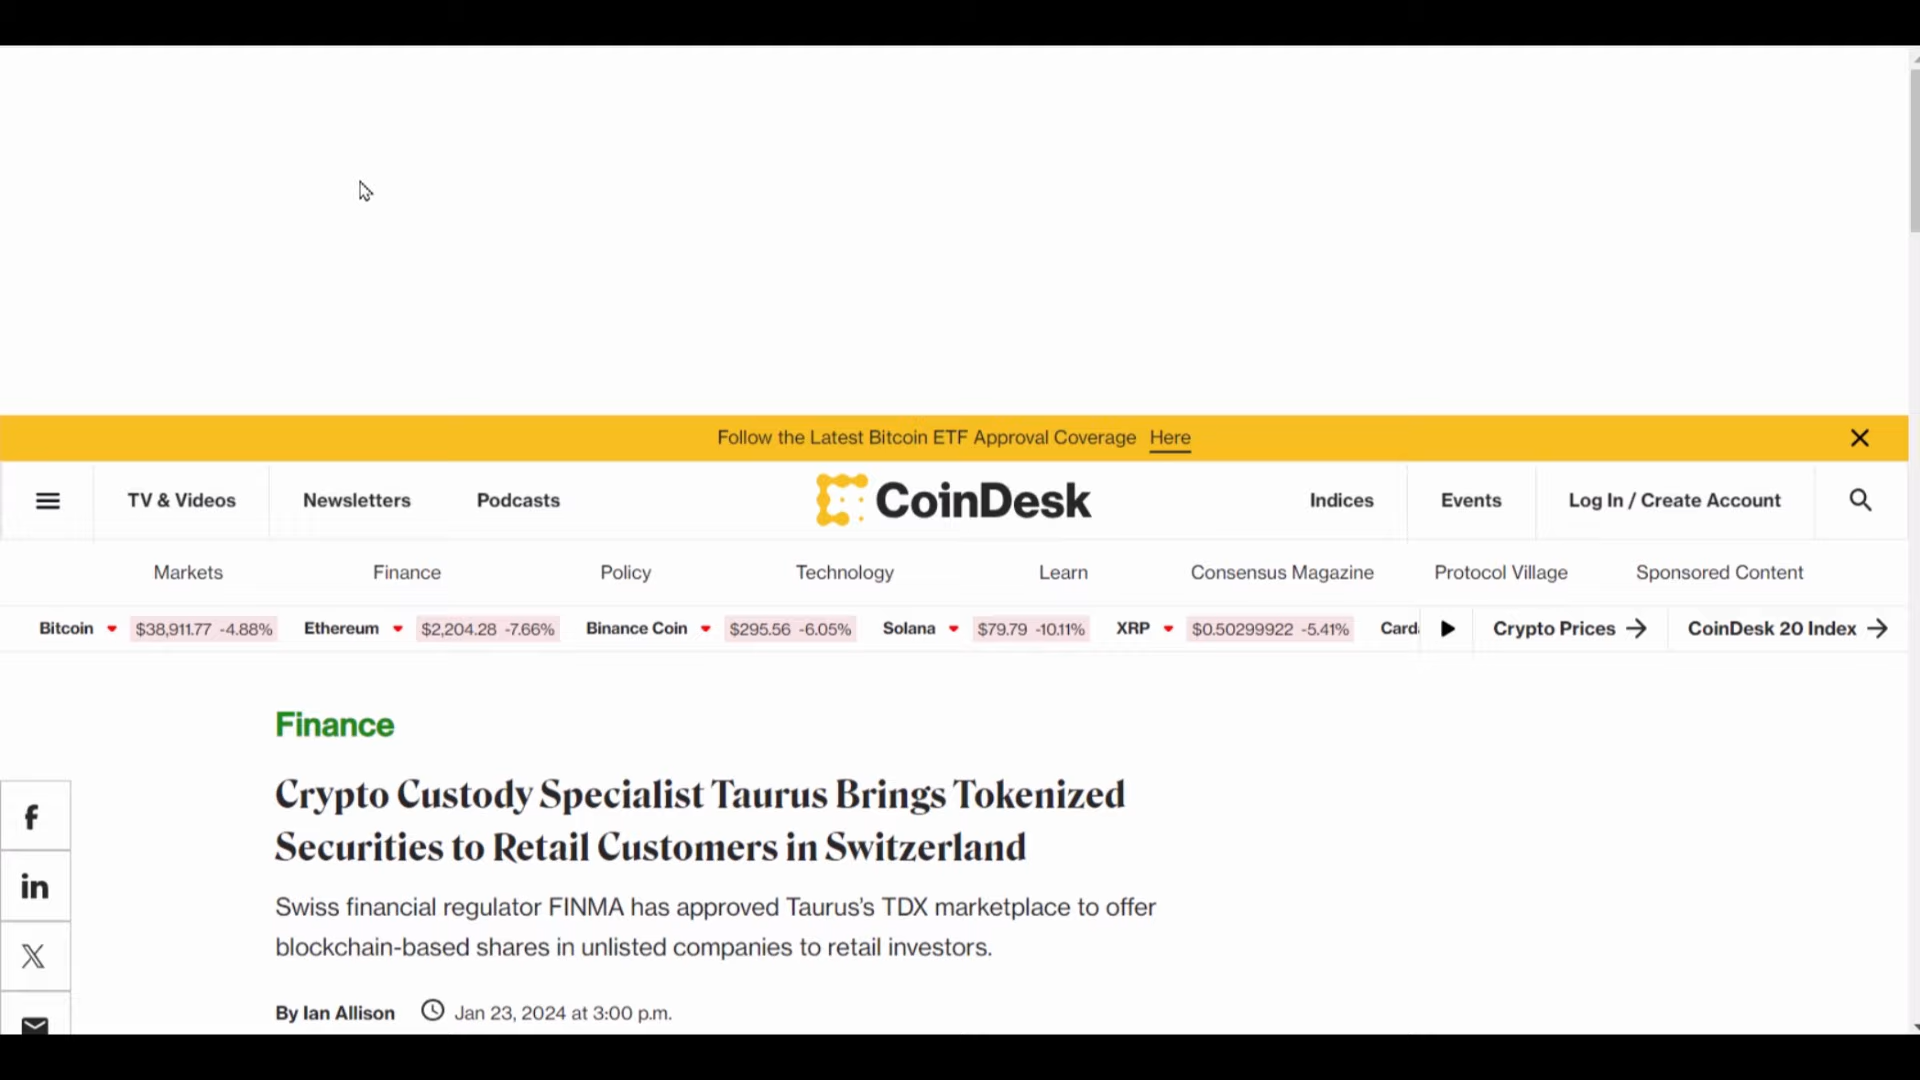 Follow the Latest Bitcoin ETF Approval Coverage Here
TV & Videos Newsletters Podcasts CoinDesk Indices Events Log In / Create Account
Markets Finance Policy Technology Learn Consensus Magazine Protocol Village Sponsored Content
Bitcoin $38,911.77 -4.88% Ethereum $2,204.28 -7.66% Binance Coin $295.56 -6.05% Solana $79.79 -10.11% XRP $0.50299922 -5.41% Card Crypto Prices → CoinDesk 20 Index →
Finance
Crypto Custody Specialist Taurus Brings Tokenized
Securities to Retail Customers in Switzerland
Swiss financial regulator FINMA has approved Taurus's TDX marketplace to offer
blockchain-based shares in unlisted companies to retail investors.
By Ian Allison Jan 23, 2024 at 3:00 p.m.
f
in
X